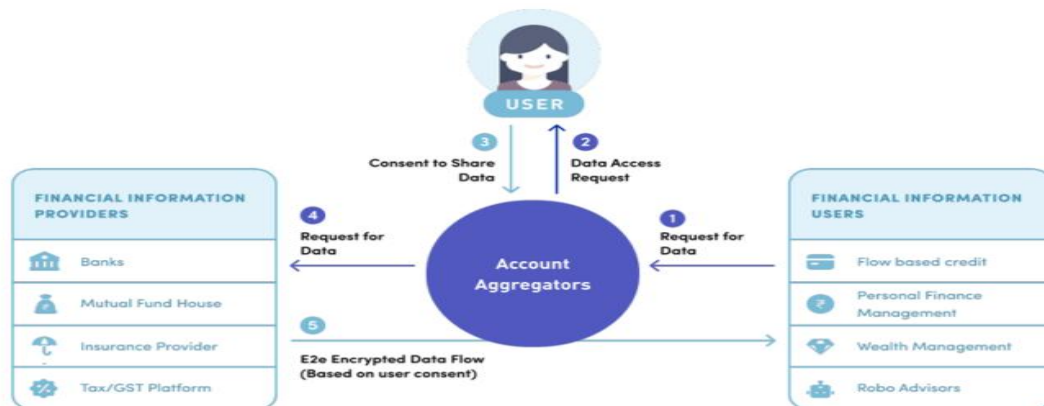 USER
3
Consent to Share
Data
2
Data Access
Request
FINANCIAL INFORMATION
PROVIDERS
Banks
Mutual Fund House
Insurance Provider
Tax/GST Platform
4
Request for
Data
Account
Aggregators
1
Request for
Data
5
E2e Encrypted Data Flow
(Based on user consent)
FINANCIAL INFORMATION
USERS
Flow based credit
₹
Personal Finance
Management
Wealth Management
Robo Advisors